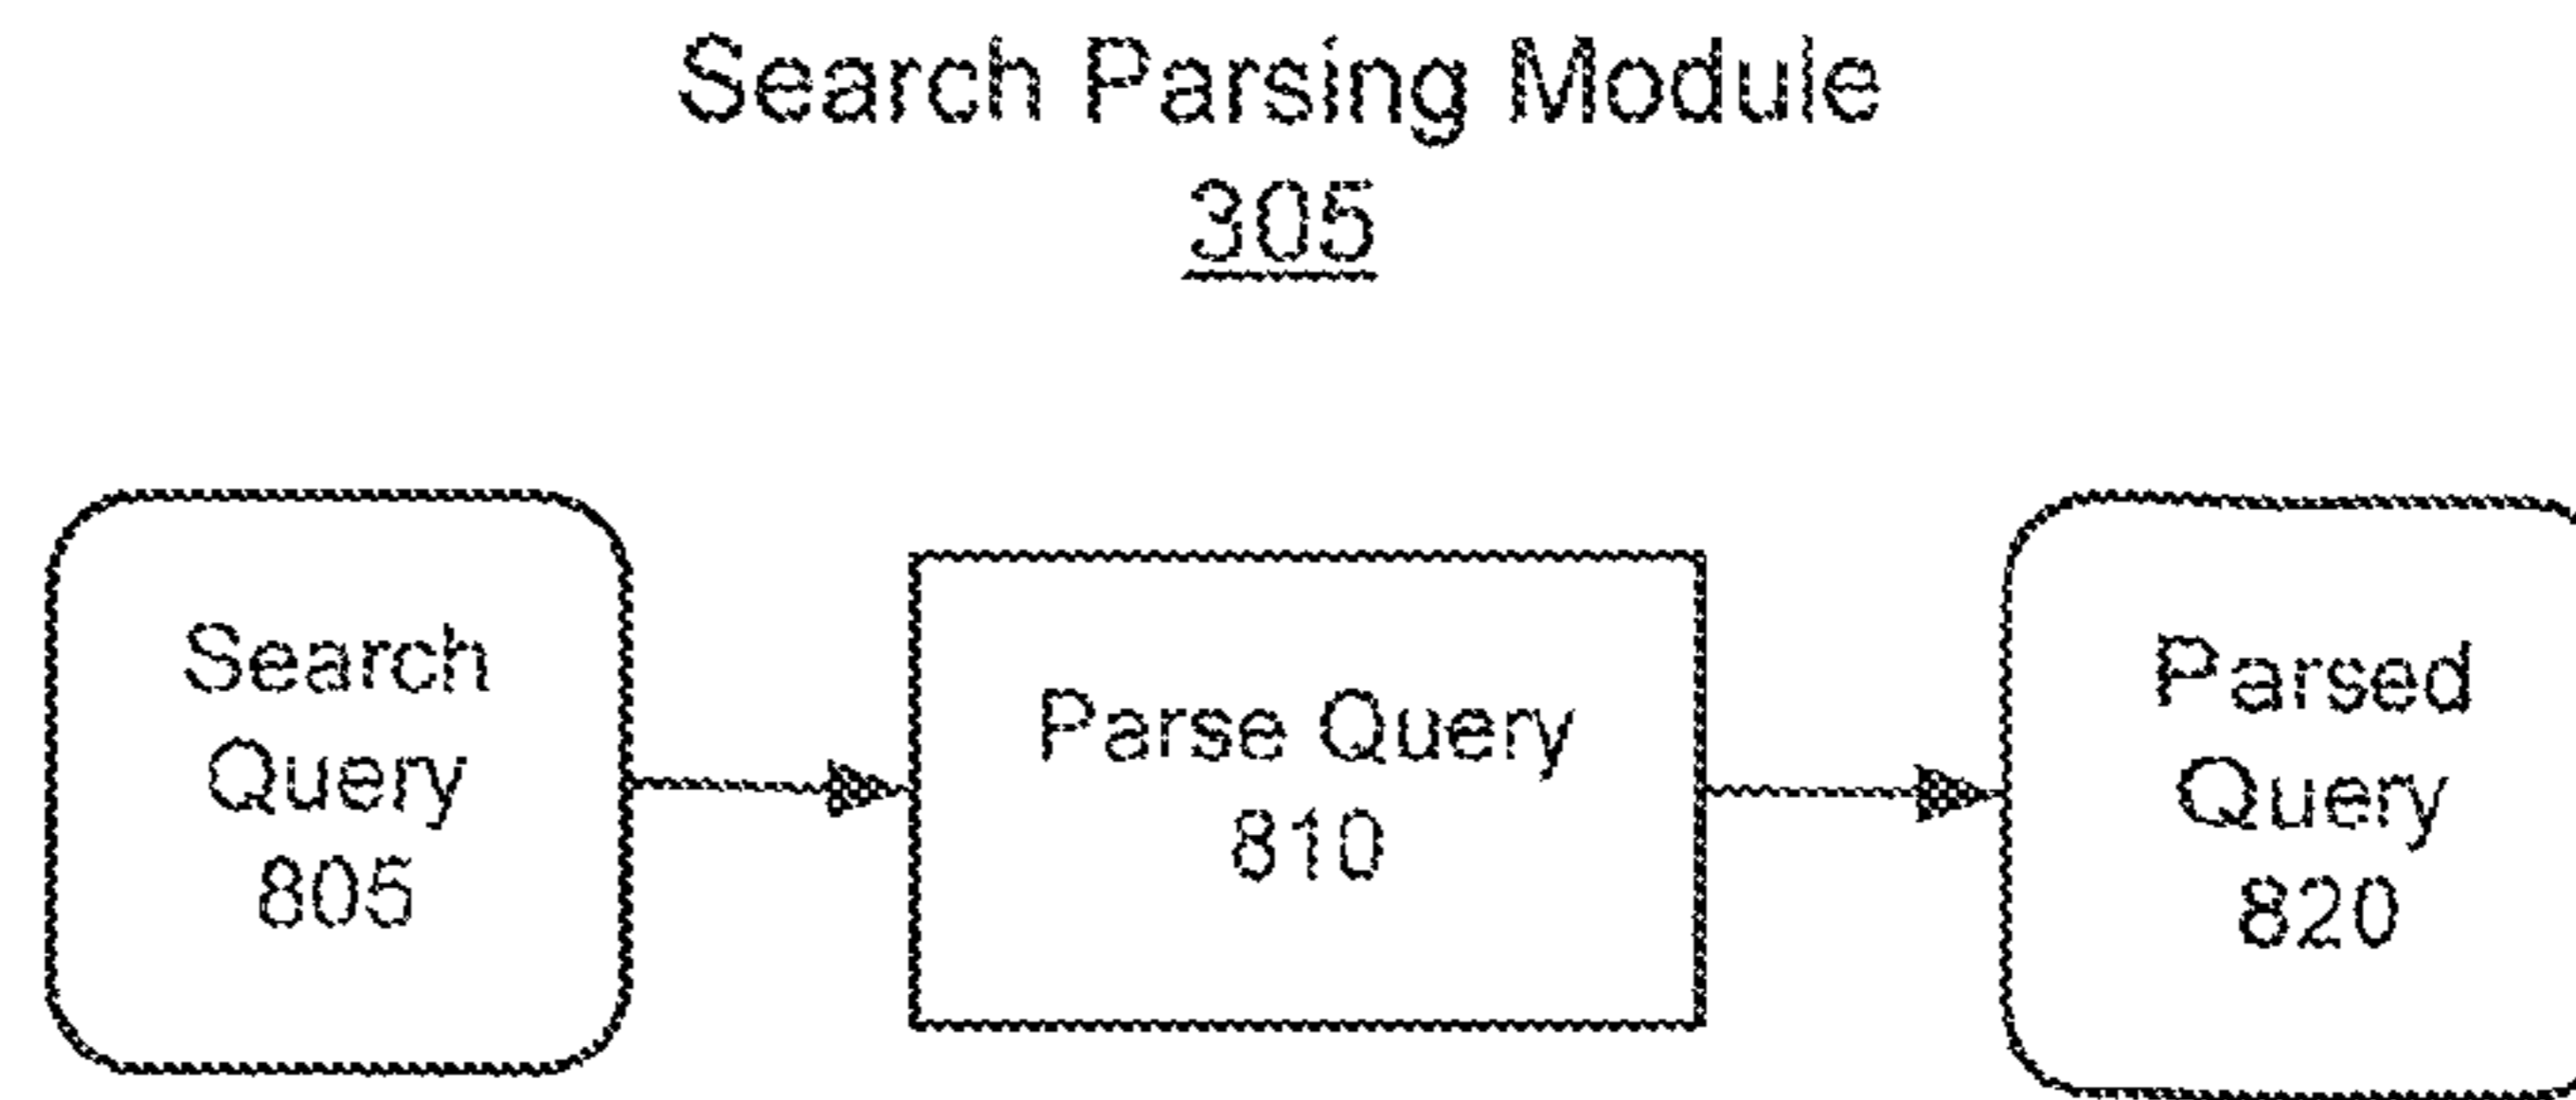 Search Parsing Module
305
Search
Query
805
Parse Query
810
Parsed
Query
820